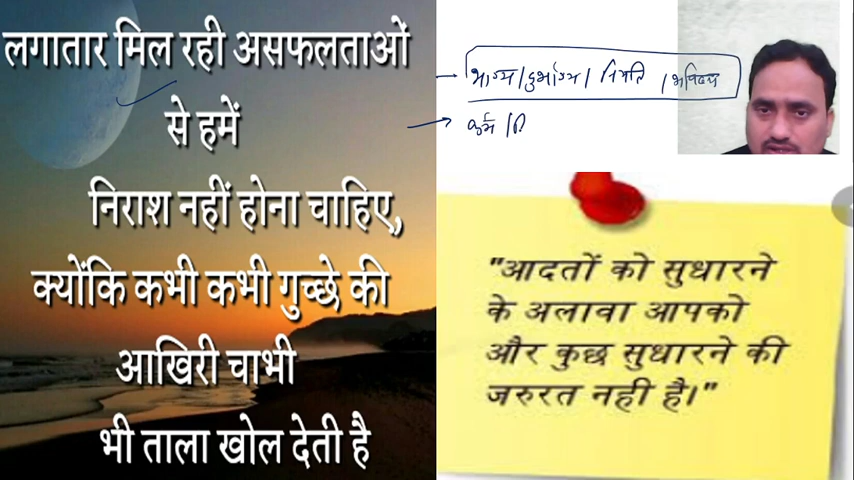 लगातार मिल रही असफलताओं
से हमें
निराश नहीं होना चाहिए,
क्योंकि कभी कभी गुच्छे की
आखिरी चाभी
भी ताला खोल देती है
भाग्य / दुर्भाग्य / नियति / भविष्य
कर्म /
"आदतों को सुधारने
के अलावा आपको
और कुछ सुधारने की
जरुरत नही है।"